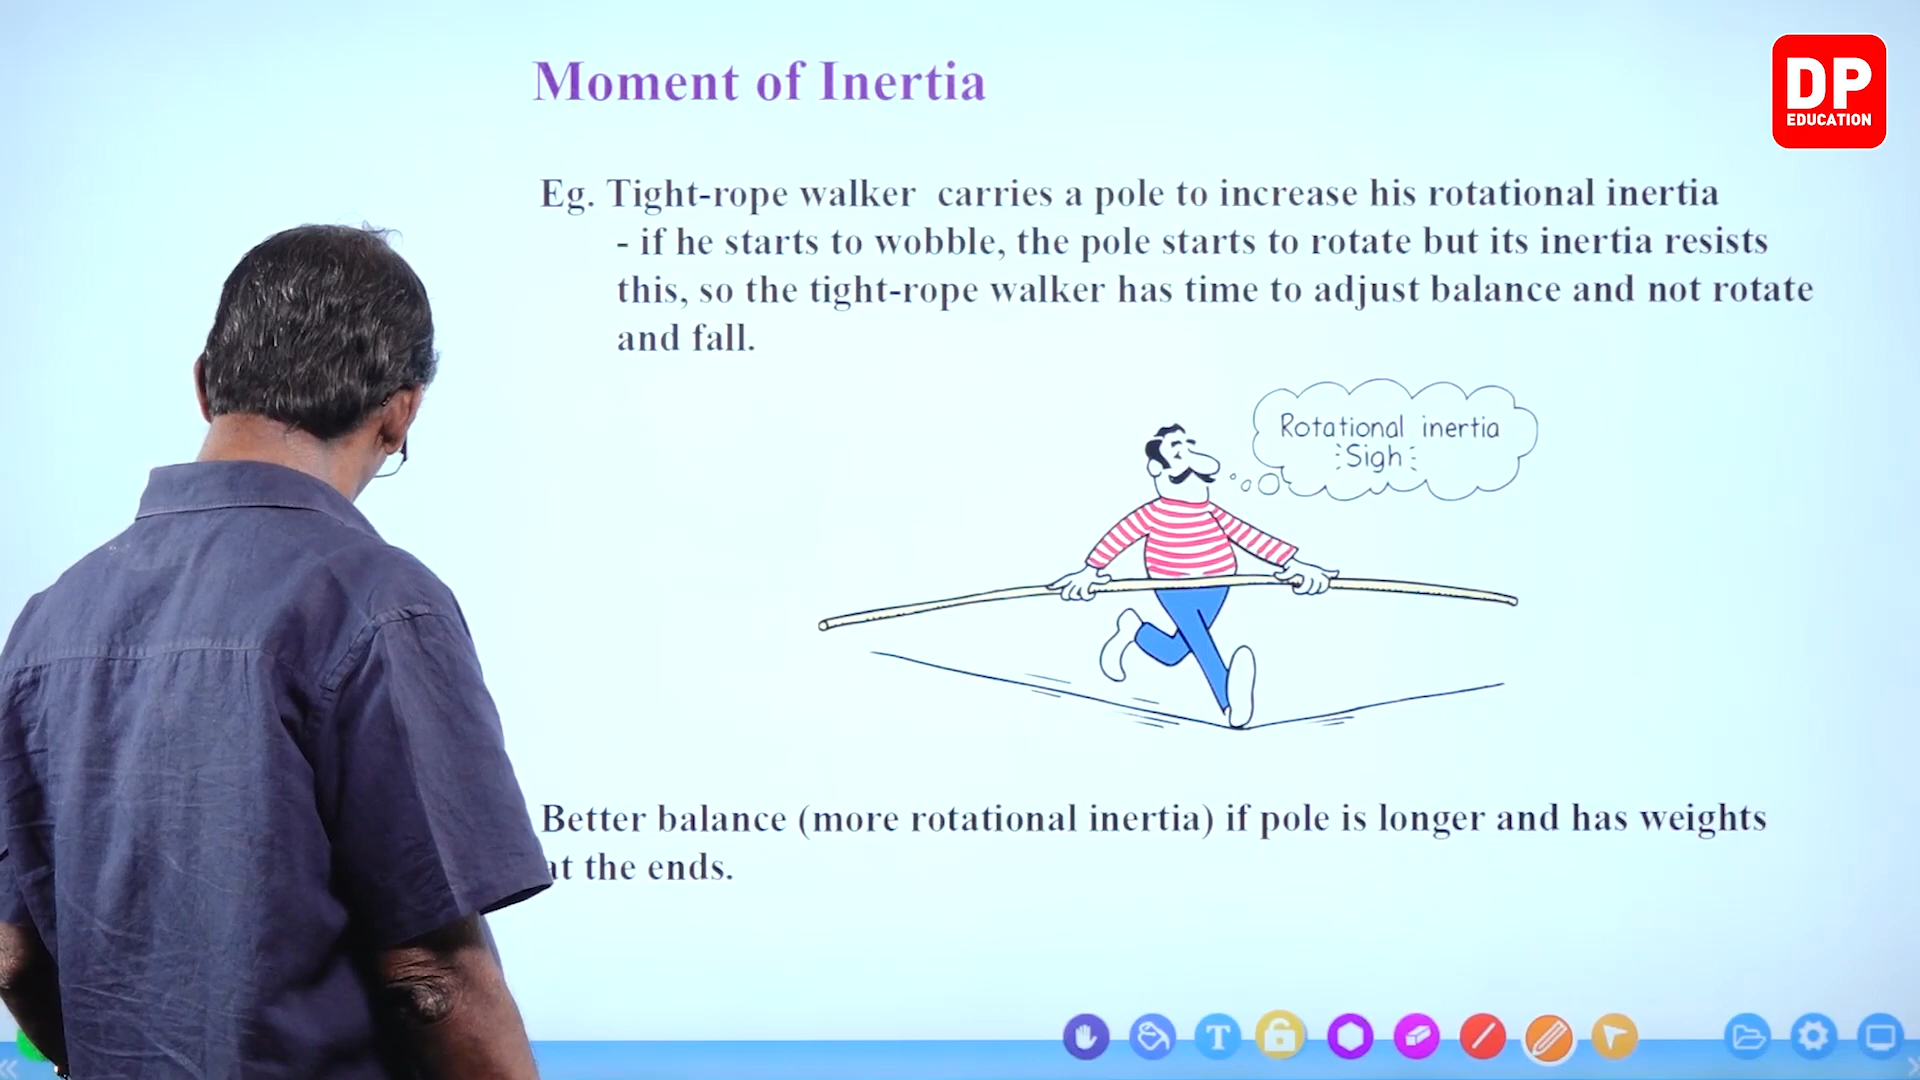 Moment of Inertia
DP
EDUCATION
Eg. Tight-rope walker carries a pole to increase his rotational inertia
- if he starts to wobble, the pole starts to rotate but its inertia resists
this, so the tight-rope walker has time to adjust balance and not rotate
and fall.
Rotational inertia
Sigh
Better balance (more rotational inertia) if pole is longer and has weights
at the ends.
T